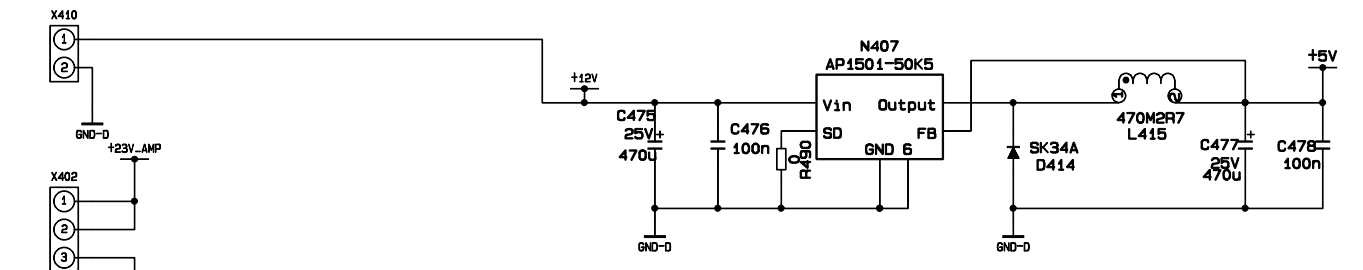 X410
1
2
GND-D
+23V_AMP
X402
1
2
3
+12V
C475
25V+
470u
GND-D
C476
100n
0
R490
N407
AP1501-50K5
Vin
Output
SD
FB
GND 6
SK34A
D414
GND-D
1
2
470M2R7
L415
+5V
C477
+
25V
470u
C478
100n